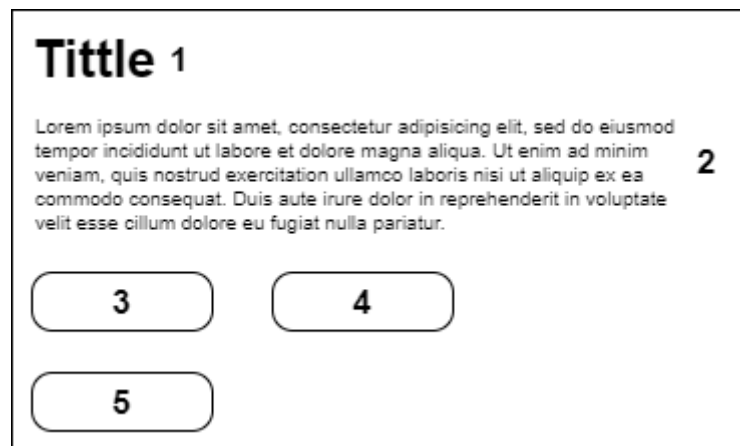 Tittle 1
Lorem ipsum dolor sit amet, consectetur adipisicing elit, sed do eiusmod
tempor incididunt ut labore et dolore magna aliqua. Ut enim ad minim
veniam, quis nostrud exercitation ullamco laboris nisi ut aliquip ex ea
commodo consequat. Duis aute irure dolor in reprehenderit in voluptate
velit esse cillum dolore eu fugiat nulla pariatur.
2
3 4
5